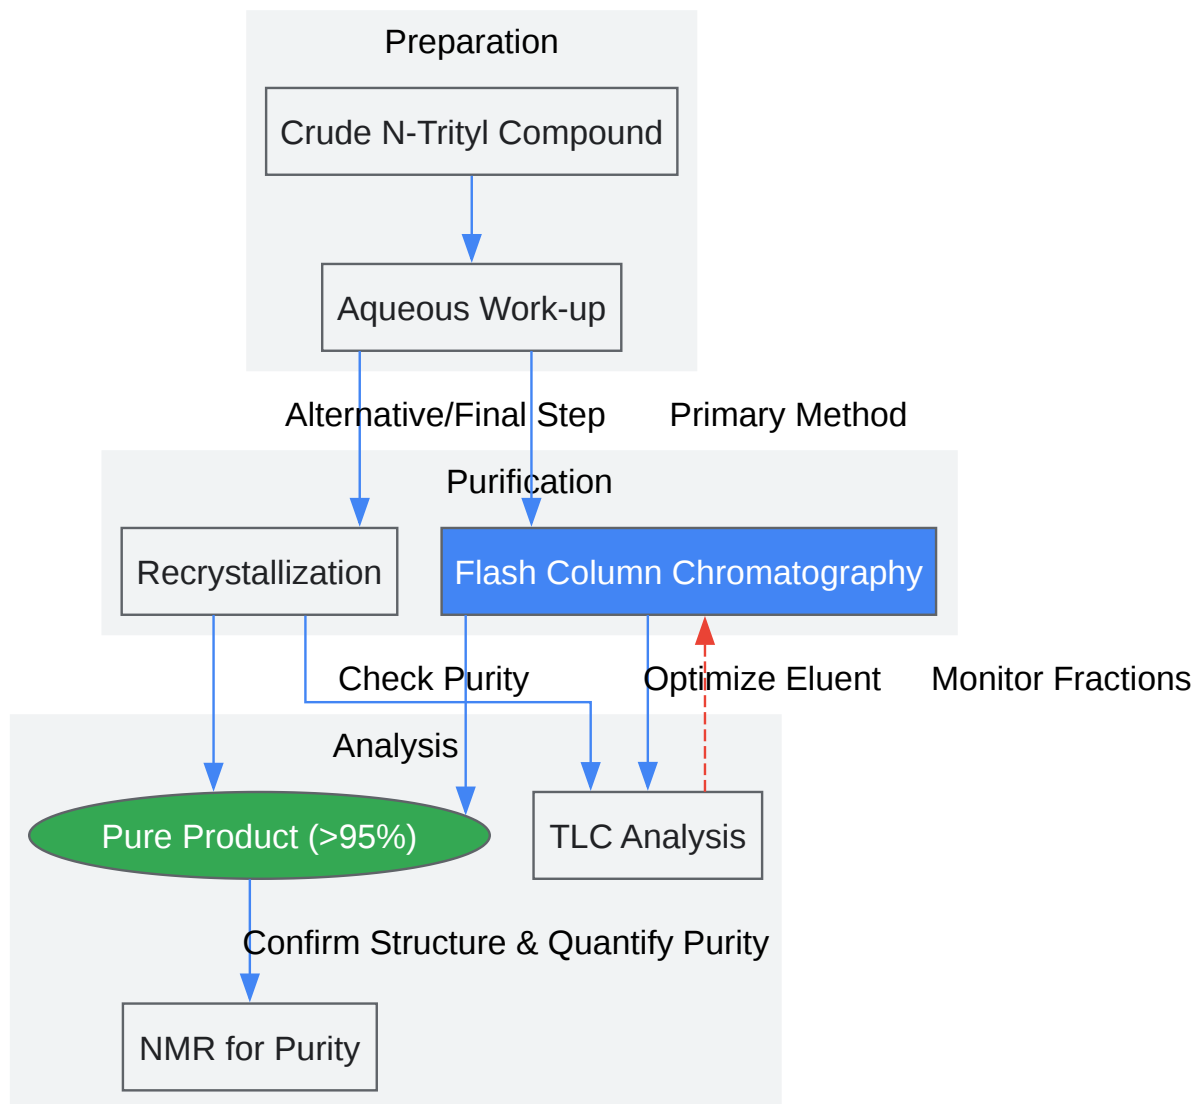 Preparation
Crude N-Trityl Compound
Aqueous Work-up
Alternative/Final Step
Primary Method
Purification
Recrystallization
Flash Column Chromatography
Check Purity
Optimize Eluent
Monitor Fractions
Analysis
Pure Product (>95%)
TLC Analysis
Confirm Structure & Quantify Purity
NMR for Purity